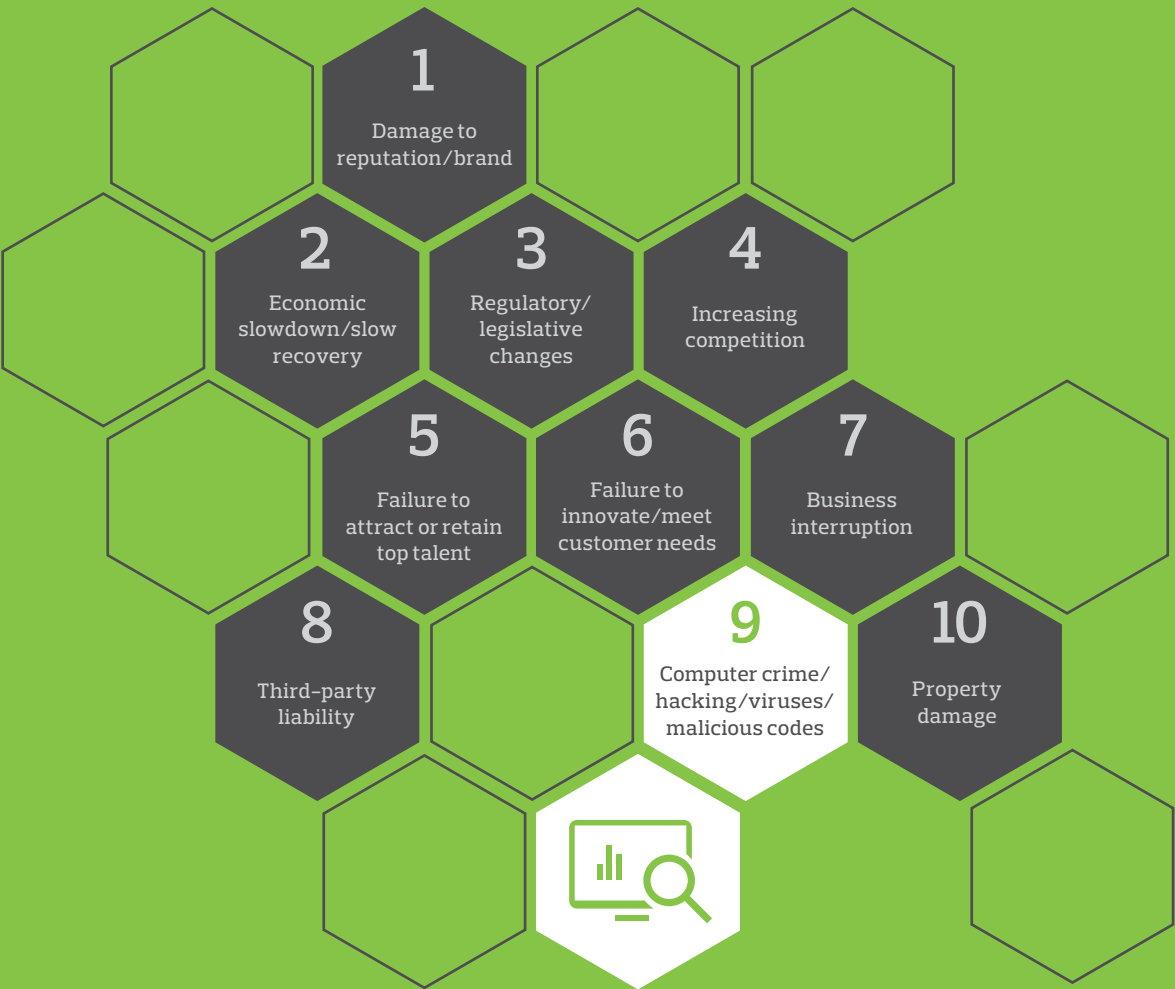 1
Damage to
reputation/brand
2
Economic
slowdown/slow
recovery
3
Regulatory/
legislative
changes
4
Increasing
competition
5
Failure to
attract or retain
top talent
6
Failure to
innovate/meet
customer needs
7
Business
interruption
8
Third-party
liability
9
Computer crime/
hacking/viruses/
malicious codes
10
Property
damage